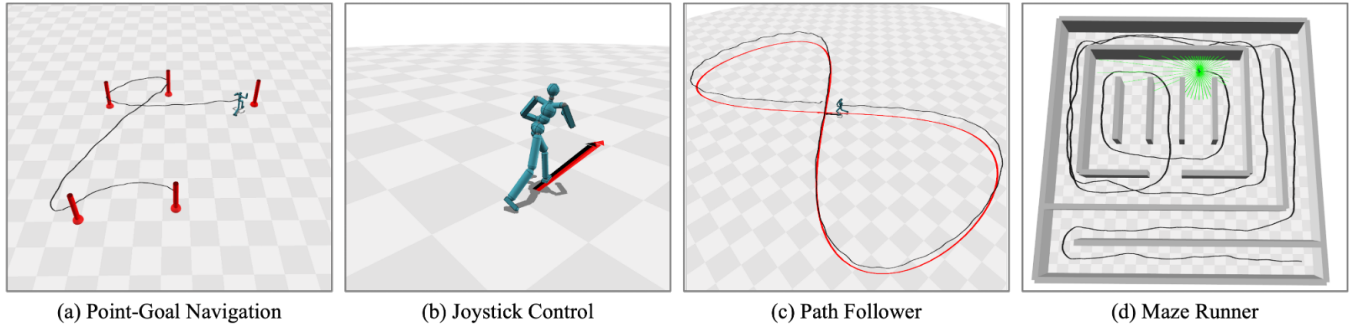 (a) Point-Goal Navigation
(b) Joystick Control
(c) Path Follower
(d) Maze Runner